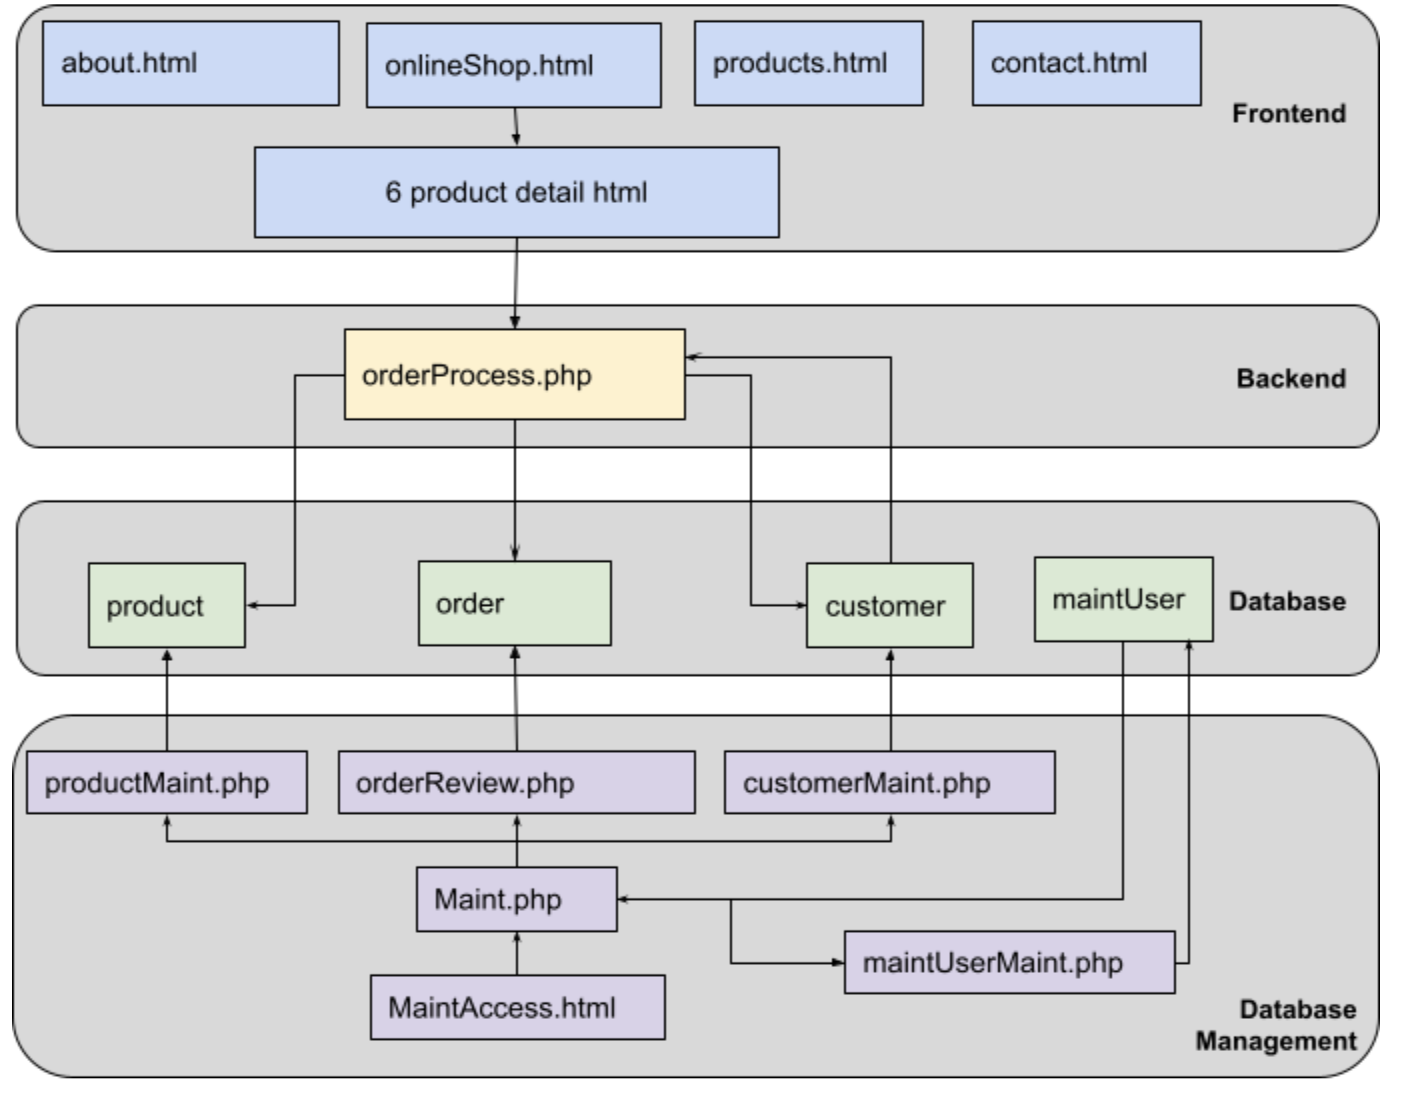 about.html
onlineShop.html
products.html
contact.html
Frontend
6 product detail html
orderProcess.php
Backend
product
order
customer
maintUser
Database
productMaint.php
orderReview.php
customerMaint.php
Maint.php
maintUserMaint.php
MaintAccess.html
Database
Management